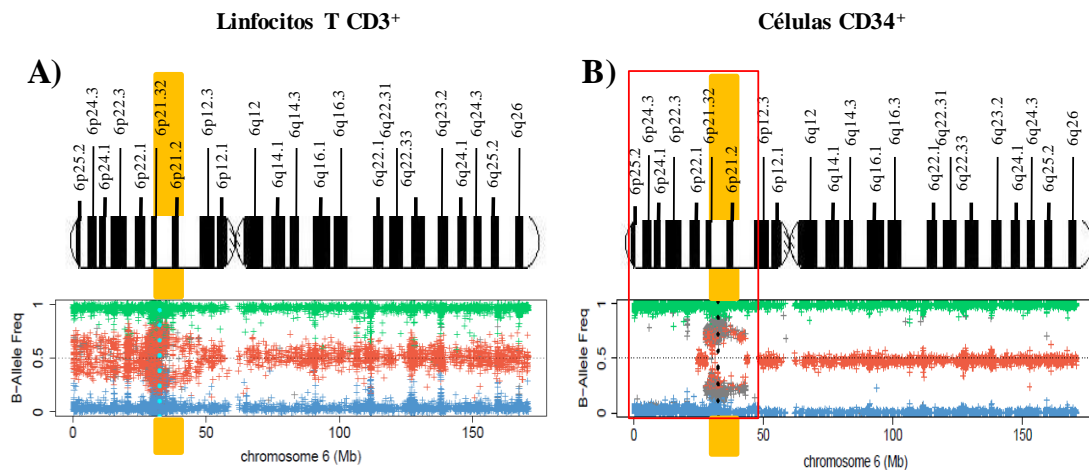 Linfocitos T CD3+
Células CD34+
A)
6p25.2
6p24.3
6p24.1
6p22.3
6p22.1
6p21.32
6p21.2
6p12.3
6p12.1
6q12
6q14.1
6q14.3
6q16.1
6q16.3
6q22.1
6q22.31
6q22.33
6q23.2
6q24.1
6q24.3
6q25.2
6q26
B-Allele Freq
1
0.5
0
0 50 100 150
chromosome 6 (Mb)
B)
6p25.2
6p24.3
6p24.1
6p22.3
6p22.1
6p21.32
6p21.2
6p12.3
6p12.1
6q12
6q14.1
6q14.3
6q16.1
6q16.3
6q22.1
6q22.31
6q22.33
6q23.2
6q24.1
6q24.3
6q25.2
6q26
B-Allele Freq
1
0.5
0
0 50 100 150
chromosome 6 (Mb)